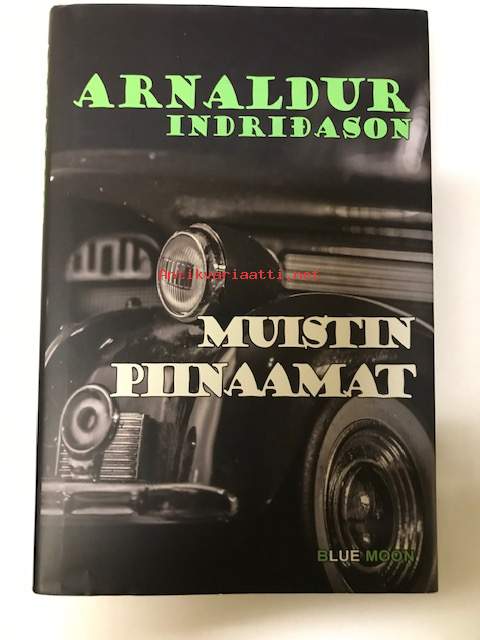 ARNALDUR
INDRIÐASON
Antikvariaatti.net
MUISTIN
PIINAAMAT
BLUE MOON